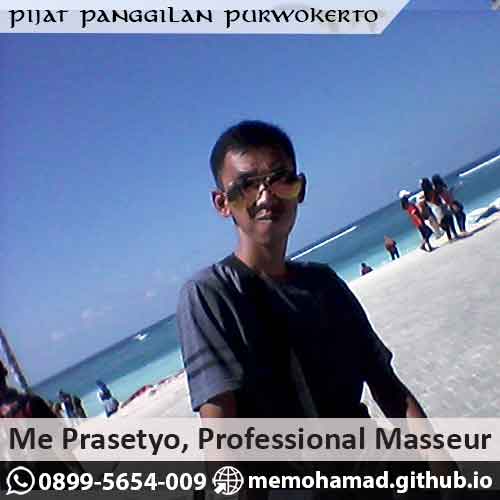 PIJAT PANGGILAN PURWOKERTO
Me Prasetyo, Professional Masseur
0899-5654-009 memohamad.github.io